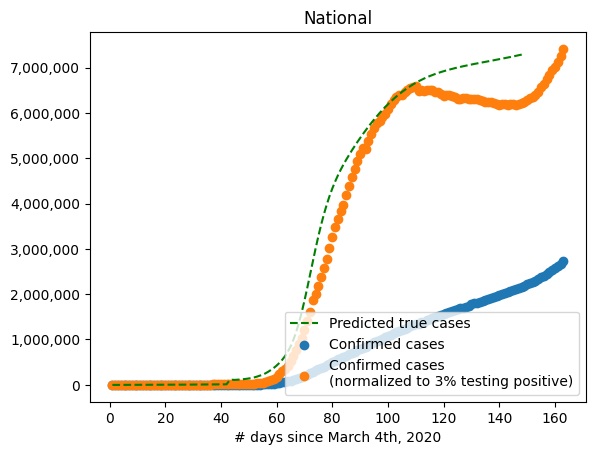 National
7,000,000
6,000,000
5,000,000
4,000,000
3,000,000
2,000,000
1,000,000
0
Predicted true cases
Confirmed cases
Confirmed cases
(normalized to 3% testing positive)
0 20 40 60 80 100 120 140 160
# days since March 4th, 2020